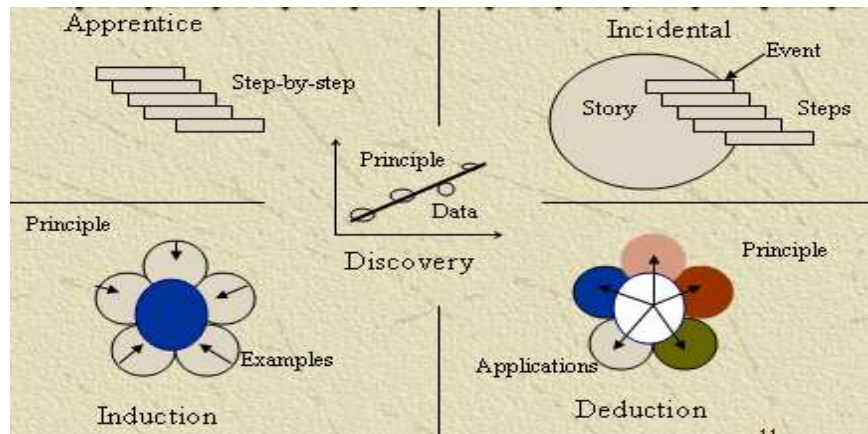 Apprentice
Step-by-step
Incidental
Event
Story
Steps
Principle
Data
Discovery
Principle
Examples
Induction
Principle
Applications
Deduction